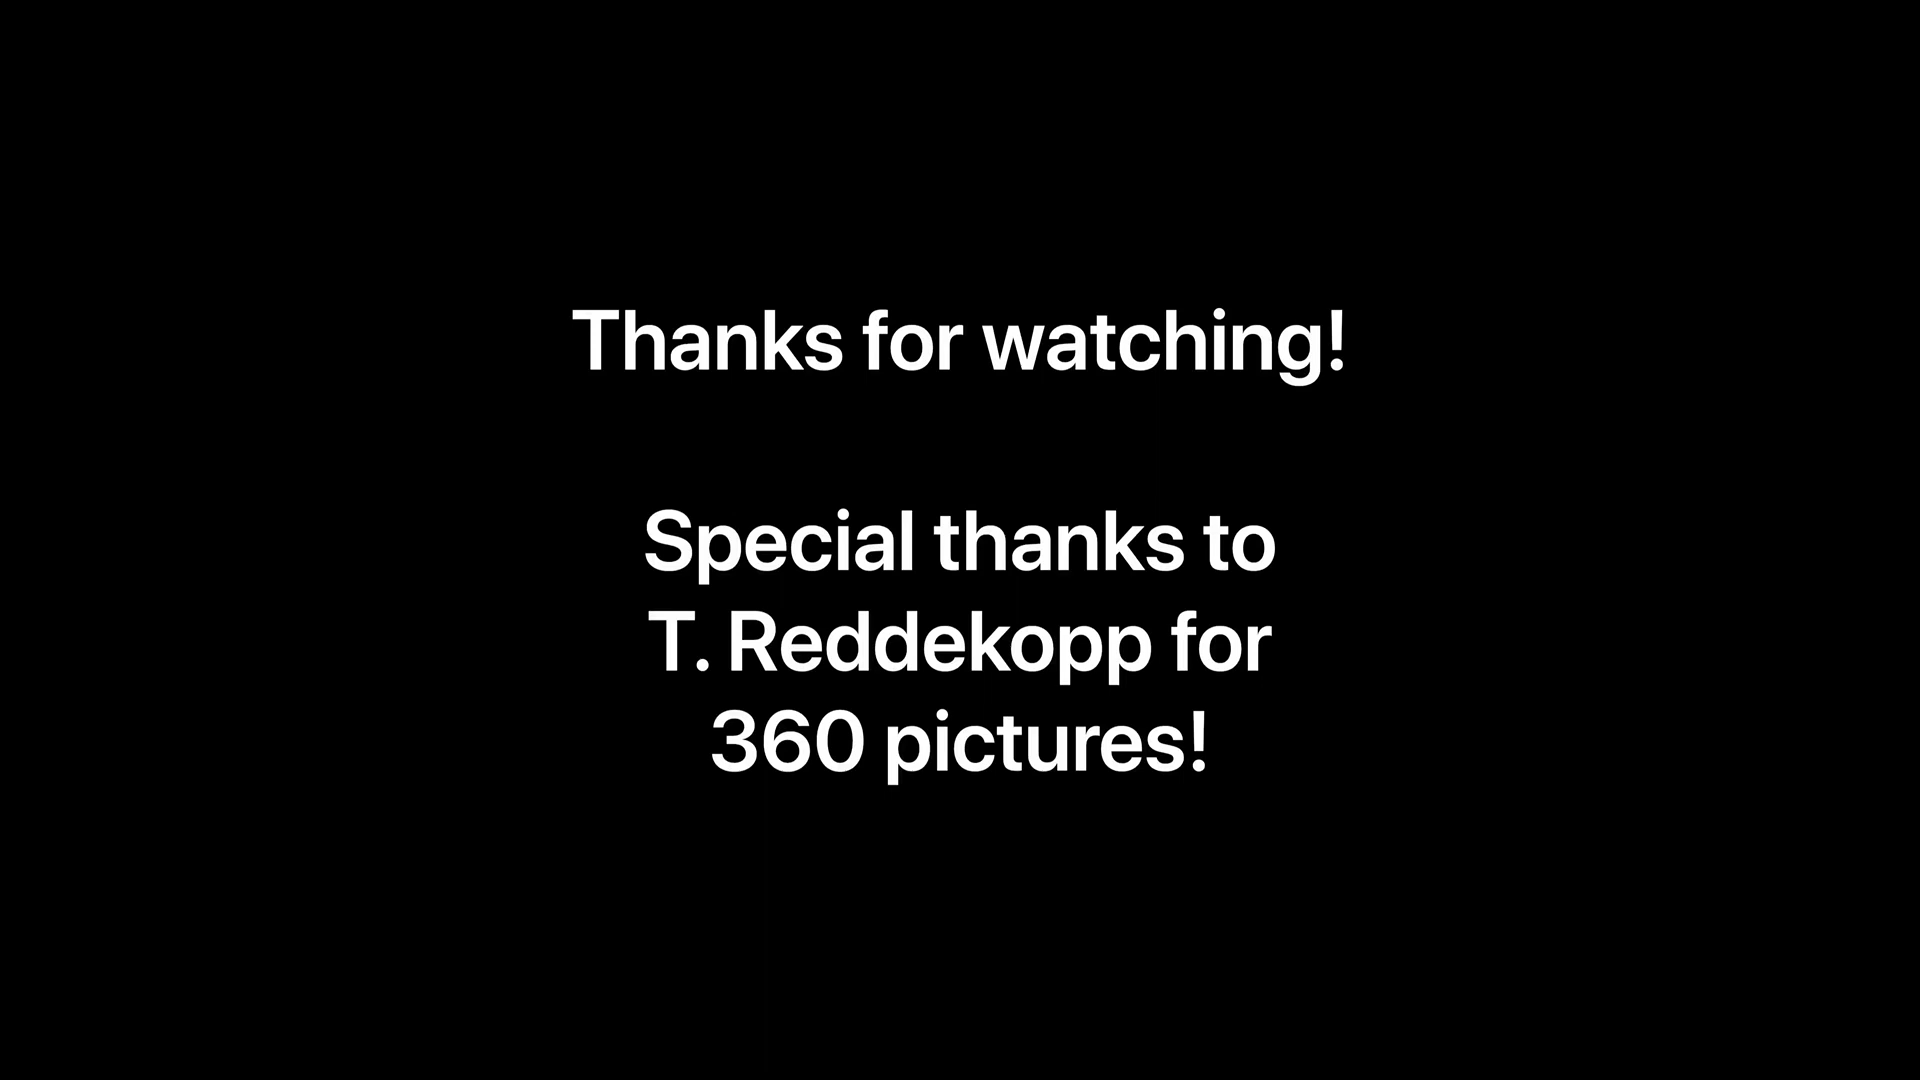 Thanks for watching!
Special thanks to
T. Reddekopp for
360 pictures!